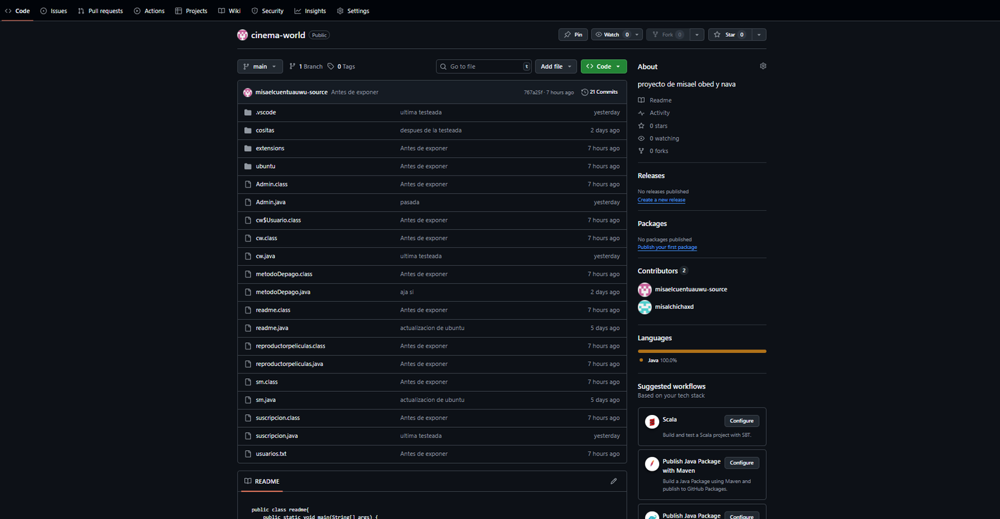 Code Issues Pull requests Actions Projects Wiki Security Insights Settings
cinema-world Public
Pin Watch 0 Fork 0 Star 0
main 1 Branch 0 Tags Go to file t Add file Code
misaelcuentuauwu-source Antes de exponer 767a25f · 7 hours ago 21 Commits
.vscode ultima testeada yesterday
cositas despues de la testeada 2 days ago
extensions Antes de exponer 7 hours ago
ubuntu Antes de exponer 7 hours ago
Admin.class Antes de exponer 7 hours ago
Admin.java pasada yesterday
cw$Usuario.class Antes de exponer 7 hours ago
cw.class Antes de exponer 7 hours ago
cw.java ultima testeada yesterday
metodoDepago.class Antes de exponer 7 hours ago
metodoDepago.java aja si 2 days ago
readme.class Antes de exponer 7 hours ago
readme.java actualizacion de ubuntu 5 days ago
reproductorpeliculas.class Antes de exponer 7 hours ago
reproductorpeliculas.java Antes de exponer 7 hours ago
sm.class Antes de exponer 7 hours ago
sm.java actualizacion de ubuntu 5 days ago
suscripcion.class Antes de exponer 7 hours ago
suscripcion.java ultima testeada yesterday
usuarios.txt Antes de exponer 7 hours ago
README
public class readme{
public static void main(String[] args) {
About
proyecto de misael obed y nava
Readme
Activity
0 stars
0 watching
0 forks
Releases
No releases published
Create a new release
Packages
No packages published
Publish your first package
Contributors 2
misaelcuentuauwu-source
misalchichaxd
Languages
Java 100.0%
Suggested workflows
Based on your tech stack
Scala Configure
Build and test a Scala project with SBT.
Publish Java Package Configure
with Maven
Build a Java Package using Maven and
publish to GitHub Packages.
Publish Java Package Configure